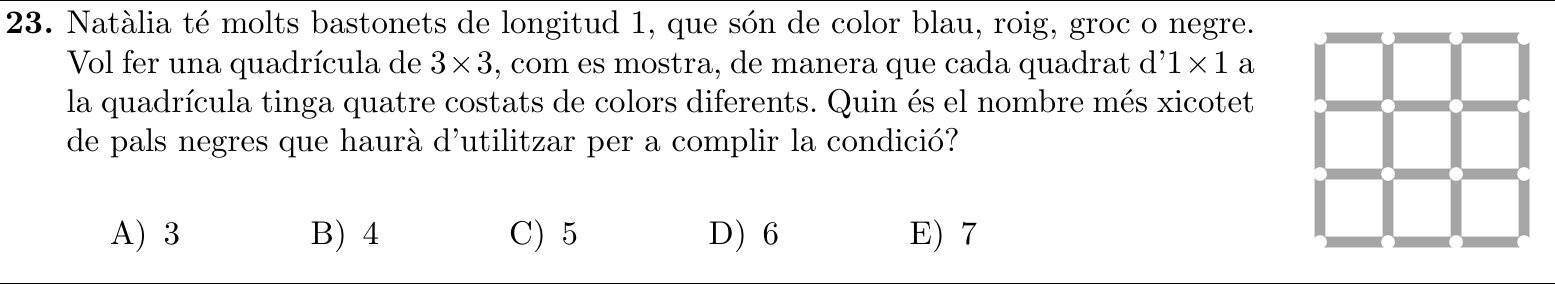 23. Natàlia té molts bastonets de longitud 1, que són de color blau, roig, groc o negre.
Vol fer una quadrícula de 3×3, com es mostra, de manera que cada quadrat d’1×1 a
la quadrícula tinga quatre costats de colors diferents. Quin és el nombre més xicotet
de pals negres que haurà d’utilitzar per a complir la condició?
A) 3 B) 4 C) 5 D) 6 E) 7